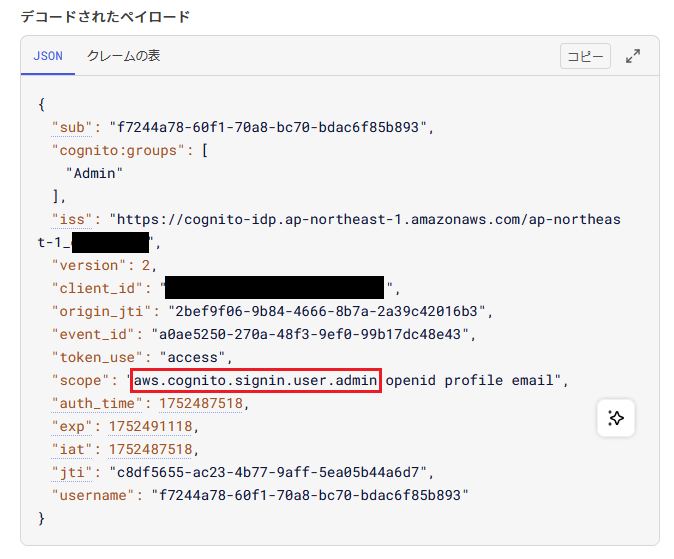 デコードされたペイロード
JSON クレームの表 コピー
{
"sub": "f7244a78-60f1-70a8-bc70-bdac6f85b893",
"cognito:groups": [
"Admin"
],
"iss": "https://cognito-idp.ap-northeast-1.amazonaws.com/ap-northeas
t-1_ ",
"version": 2,
"client_id": " ",
"origin_jti": "2bef9f06-9b84-4666-8b7a-2a39c42016b3",
"event_id": "a0ae5250-270a-48f3-9ef0-99b17dc48e43",
"token_use": "access",
"scope": "aws.cognito.signin.user.admin openid profile email",
"auth_time": 1752487518,
"exp": 1752491118,
"iat": 1752487518,
"jti": "c8df5655-ac23-4b77-9aff-5ea05b44a6d7",
"username": "f7244a78-60f1-70a8-bc70-bdac6f85b893"
}